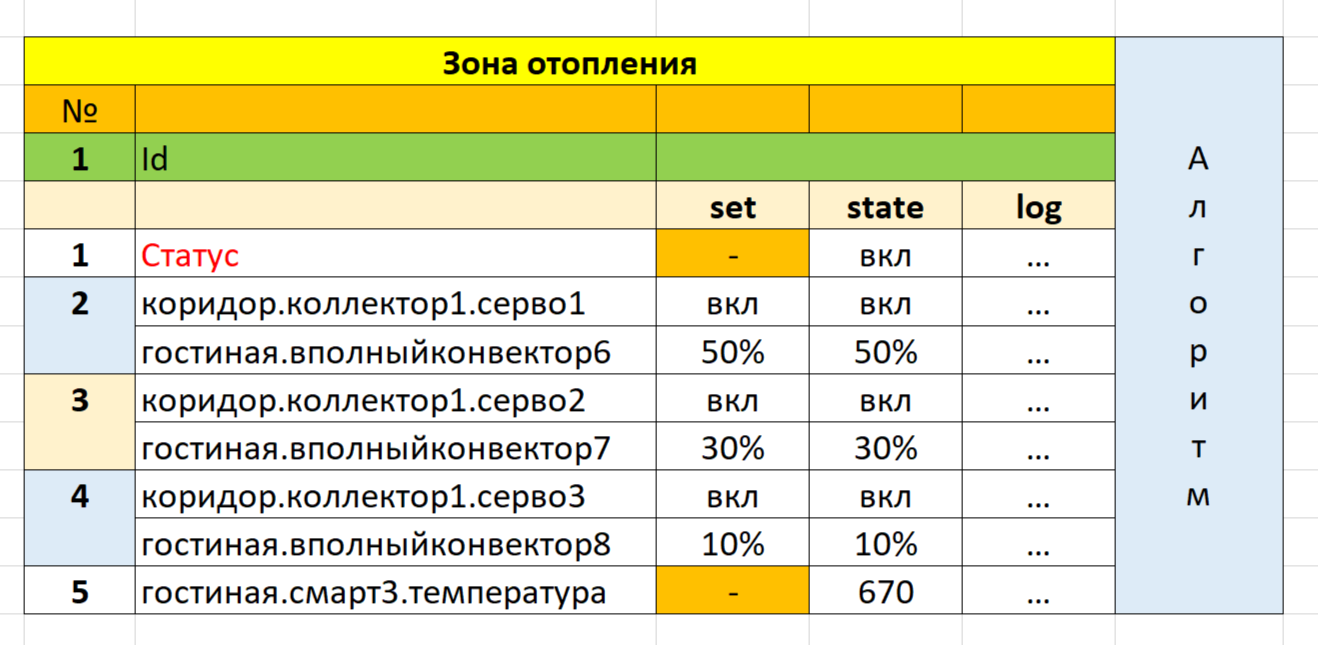 Зона отопления
№
1 Id
set state log
1 Статус - вкл ...
2 коридор.коллектор1.серво1 вкл вкл ...
гостиная.вполныйконвектор6 50% 50% ...
3 коридор.коллектор1.серво2 вкл вкл ...
гостиная.вполныйконвектор7 30% 30% ...
4 коридор.коллектор1.серво3 вкл вкл ...
гостиная.вполныйконвектор8 10% 10% ...
5 гостиная.смарт3.температура - 670 ...
А
л
г
о
р
и
т
м